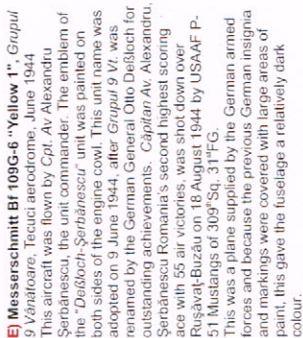 E) Messerschmitt Bf 109G-6 "Yellow 1", Grupul
9 Vânătoare, Tecuci aerodrome, June 1944
This aircraft was flown by Cpt. Av Alexandru
Şerbănescu, the unit commander. The emblem of
the "Deßloch-Şerbănescu" unit was painted on
both sides of the engine cowl. This unit name was
adopted on 9 June 1944, after Grupul 9 Vt. was
renamed by the German General Otto Deßloch for
outstanding achievements. Căpitan Av. Alexandru
Şerbănescu Romania's second highest scoring
ace with 55 air victories, was shot down over
Ruşăvaţ-Buzău on 18 August 1944 by USAAF P-
51 Mustangs of 309thSq, 31stFG.
This was a plane supplied by the German armed
forces and because the previous German insignia
and markings were covered with large areas of
paint, this gave the fuselage a relatively dark
colour.